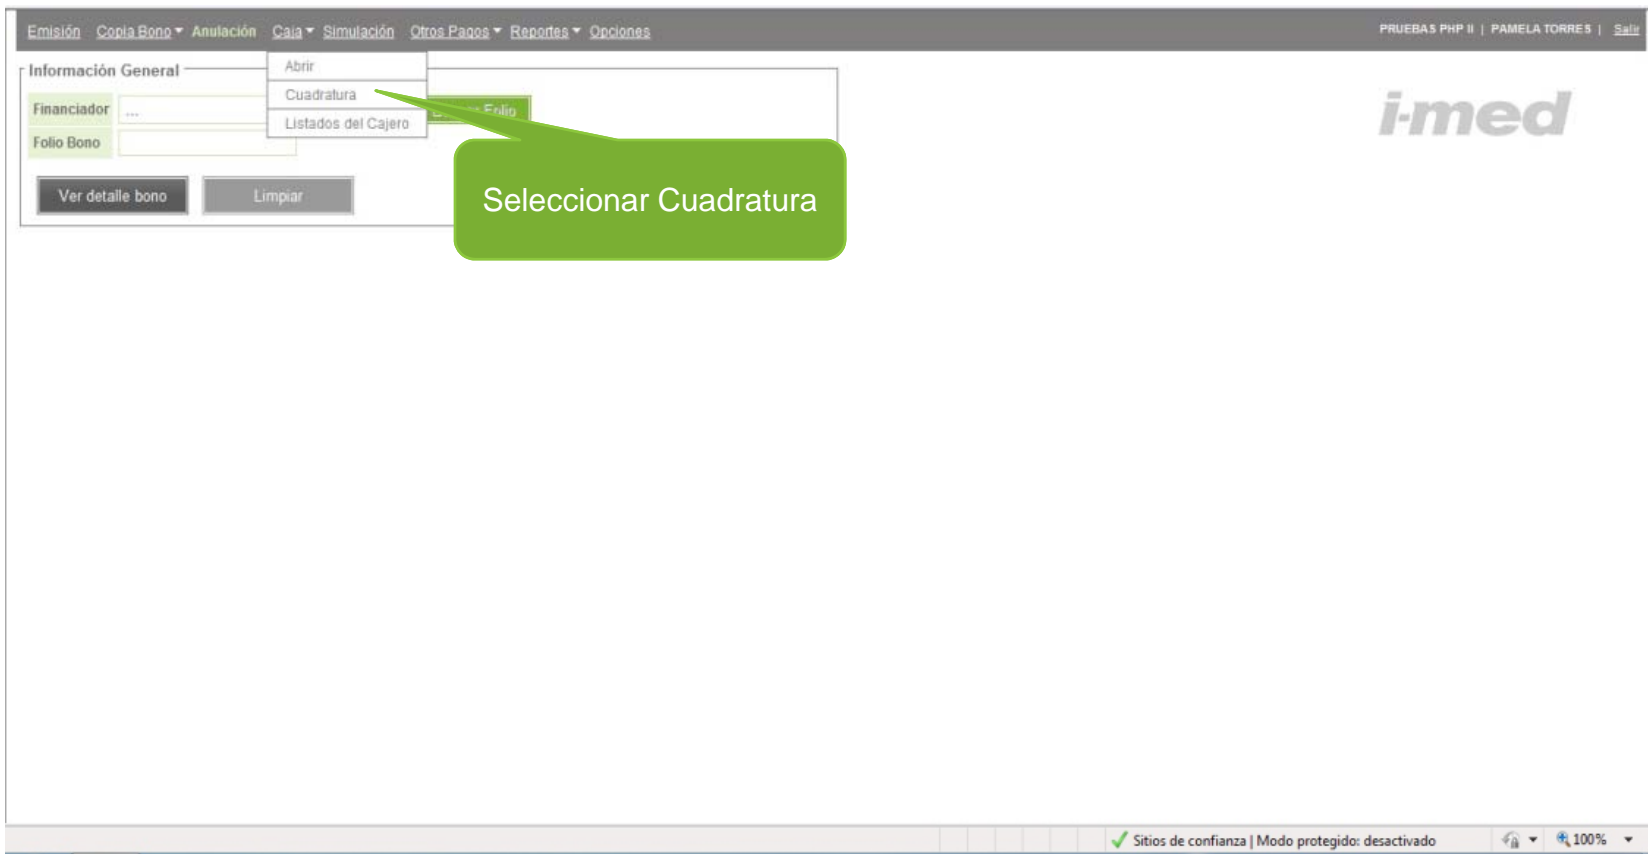 Emisión Copia Bono Anulación Caja Simulación Otros Pagos Reportes Opciones PRUEBAS PHP II | PAMELA TORRES | Salir
Información General
Abrir
Cuadratura
Listados del Cajero
Financiador ... Folio
Folio Bono
Ver detalle bono Limpiar
i-med
Seleccionar Cuadratura
Sitios de confianza | Modo protegido: desactivado 100%